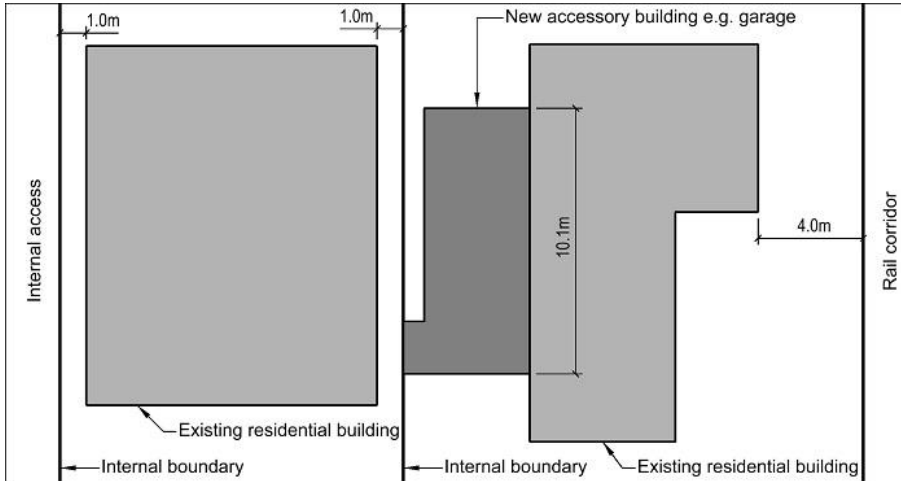 1.0m
1.0m
New accessory building e.g. garage
Internal access
10.1m
4.0m
Rail corridor
Existing residential building
Internal boundary
Internal boundary
Existing residential building